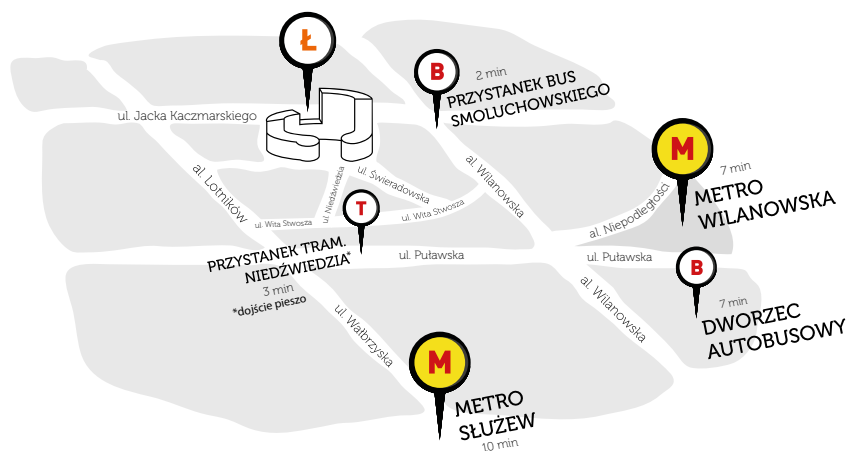 Ł
B
2 min
PRZYSTANEK BUS
SMOLUCHOWSKIEGO
ul. Jacka Kaczmarskiego
M
7 min
METRO
WILANOWSKA
al. Lotników
ul. Niedźwiedzia
ul. Świeradowska
al. Wilanowska
al. Niepodległości
T
ul. Wita Stwosza
ul. Wita Stwosza
PRZYSTANEK TRAM.
NIEDŹWIEDZIA*
3 min
*dojście pieszo
ul. Puławska
ul. Puławska
B
7 min
DWORZEC
AUTOBUSOWY
al. Wilanowska
ul. Wałbrzyska
M
METRO
SŁUŻEW
10 min